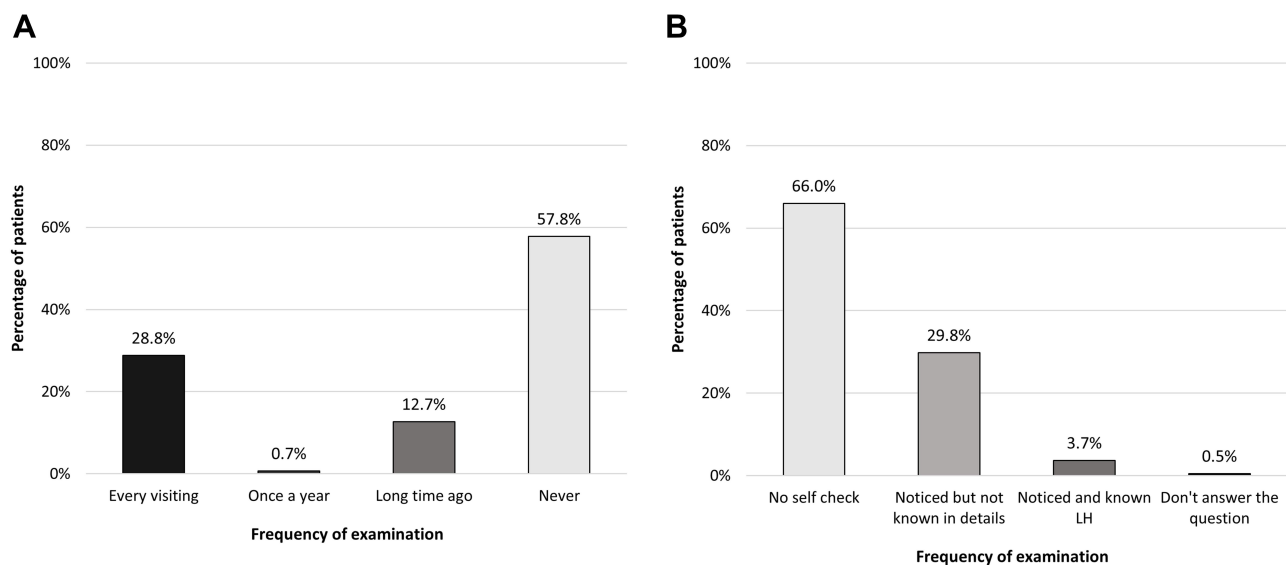 A
Percentage of patients
100%
80%
60%
40%
20%
0%
28.8%
0.7%
12.7%
57.8%
Every visiting
Once a year
Long time ago
Never
Frequency of examination
B
Percentage of patients
100%
80%
60%
40%
20%
0%
66.0%
29.8%
3.7%
0.5%
No self check
Noticed but not
known in details
Noticed and known
LH
Don't answer the
question
Frequency of examination